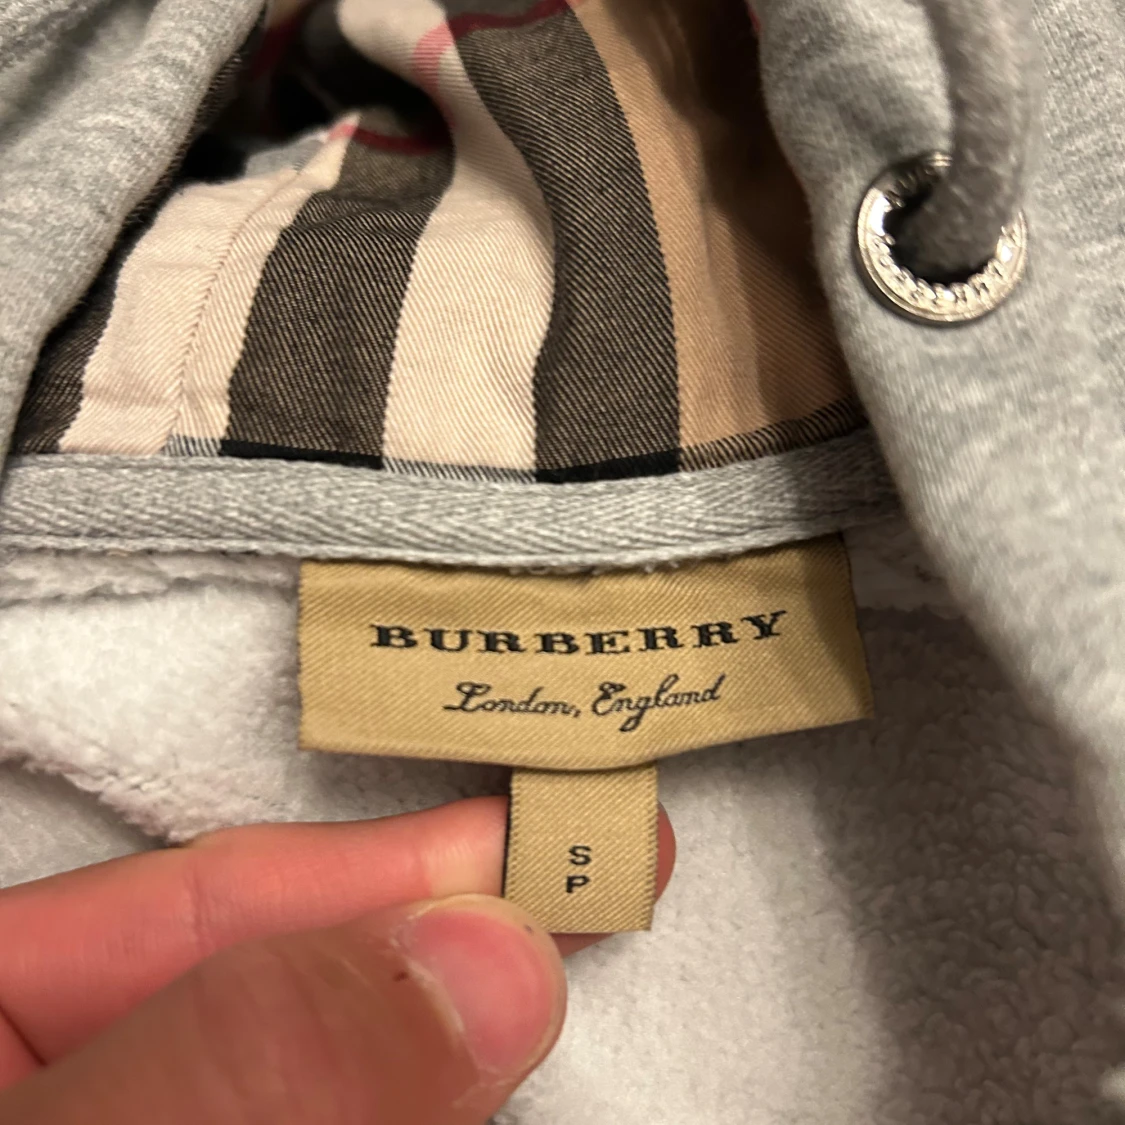 BURBERRY
London, England
S
P